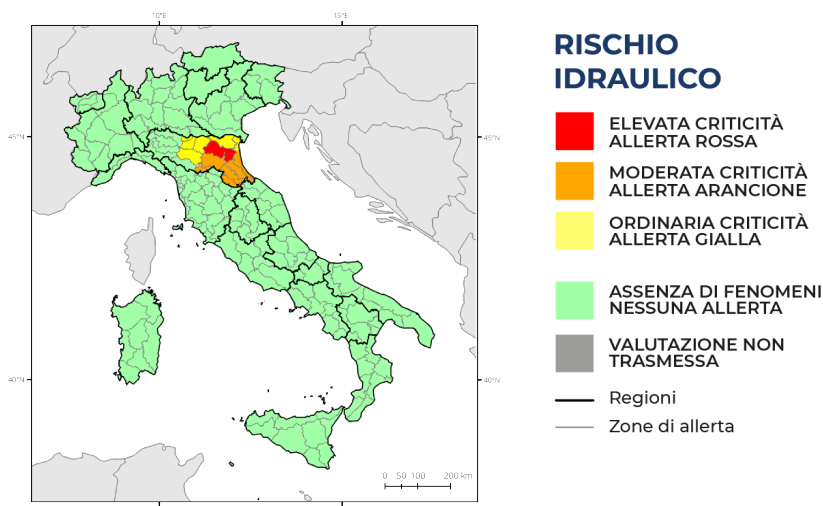 10°E 15°E
RISCHIO
IDRAULICO
ELEVATA CRITICITÀ
ALLERTA ROSSA
45°N 45°N
MODERATA CRITICITÀ
ALLERTA ARANCIONE
ORDINARIA CRITICITÀ
ALLERTA GIALLA
ASSENZA DI FENOMENI
NESSUNA ALLERTA
VALUTAZIONE NON
TRASMESSA
40°N 40°N
Regioni
Zone di allerta
0 50 100 200 km